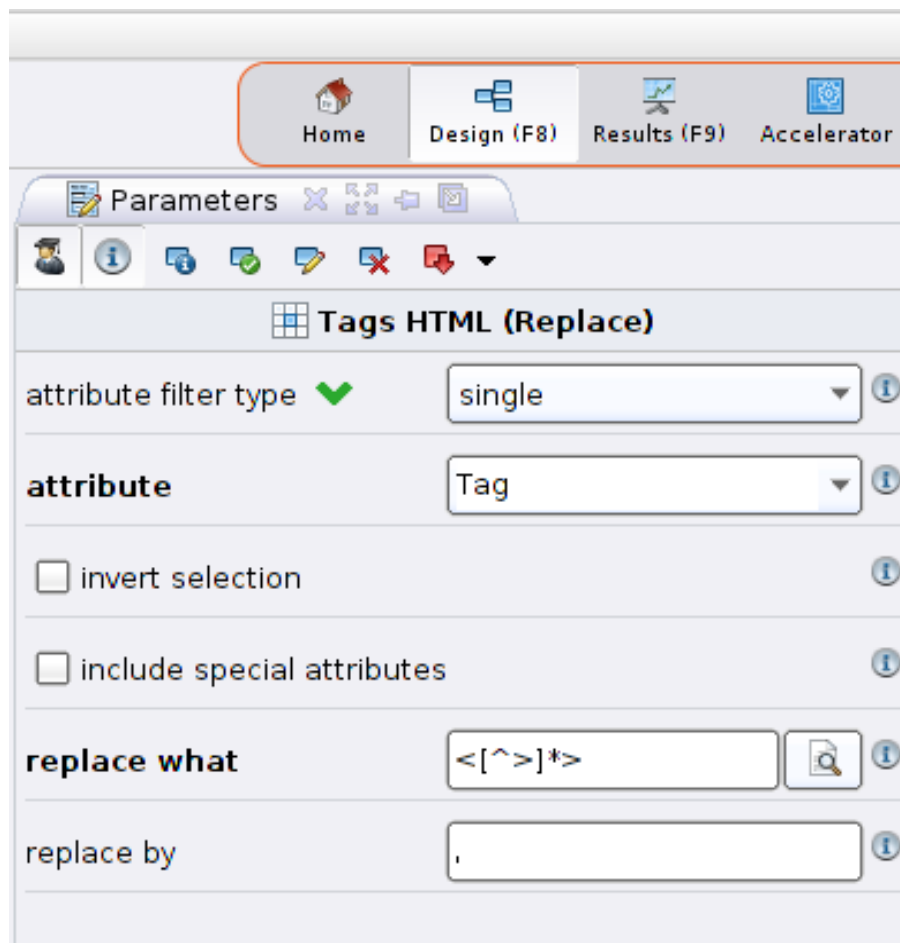 Home
Design (F8)
Results (F9)
Accelerator
Parameters
Tags HTML (Replace)
attribute filter type
single
attribute
Tag
invert selection
include special attributes
replace what
<[^>]*>
replace by
,